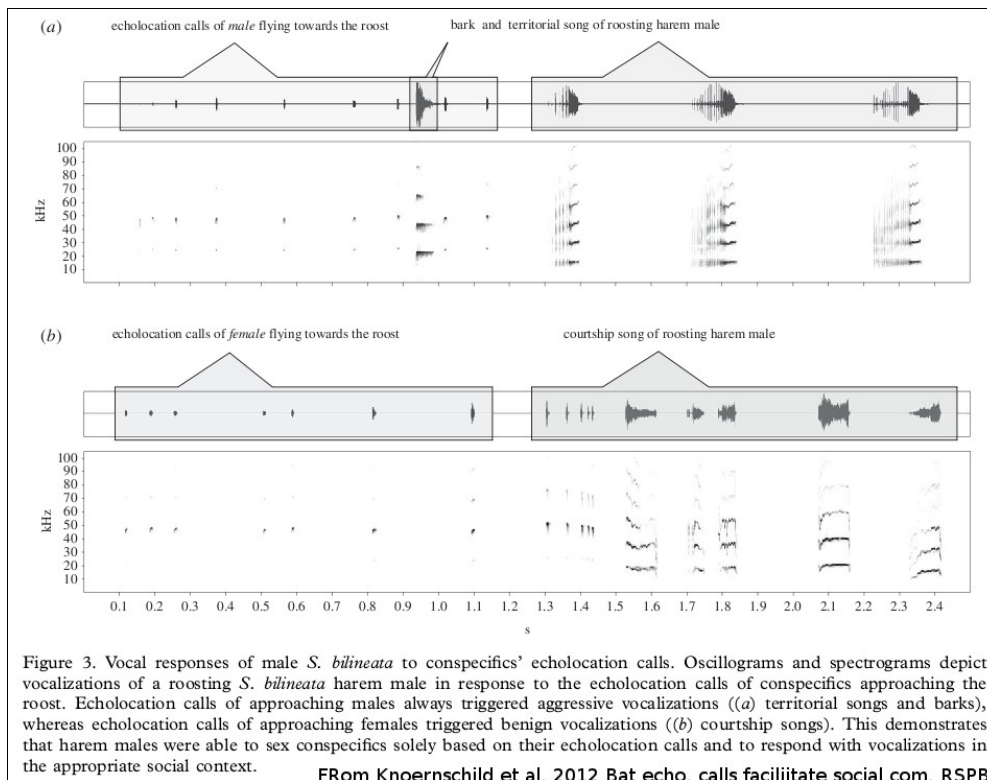 (a) echolocation calls of male flying towards the roost bark and territorial song of roosting harem male
100
90
80
70
60
50
40
30
20
10
kHz
(b) echolocation calls of female flying towards the roost courtship song of roosting harem male
100
90
80
70
60
50
40
30
20
10
kHz
0.1 0.2 0.3 0.4 0.5 0.6 0.7 0.8 0.9 1.0 1.1 1.2 1.3 1.4 1.5 1.6 1.7 1.8 1.9 2.0 2.1 2.2 2.3 2.4
s
Figure 3. Vocal responses of male S. bilineata to conspecifics' echolocation calls. Oscillograms and spectrograms depict
vocalizations of a roosting S. bilineata harem male in response to the echolocation calls of conspecifics approaching the
roost. Echolocation calls of approaching males always triggered aggressive vocalizations ((a) territorial songs and barks),
whereas echolocation calls of approaching females triggered benign vocalizations ((b) courtship songs). This demonstrates
that harem males were able to sex conspecifics solely based on their echolocation calls and to respond with vocalizations in
the appropriate social context.
FRom Knoernschild et al. 2012 Bat echo. calls faciliitate social com. RSPB